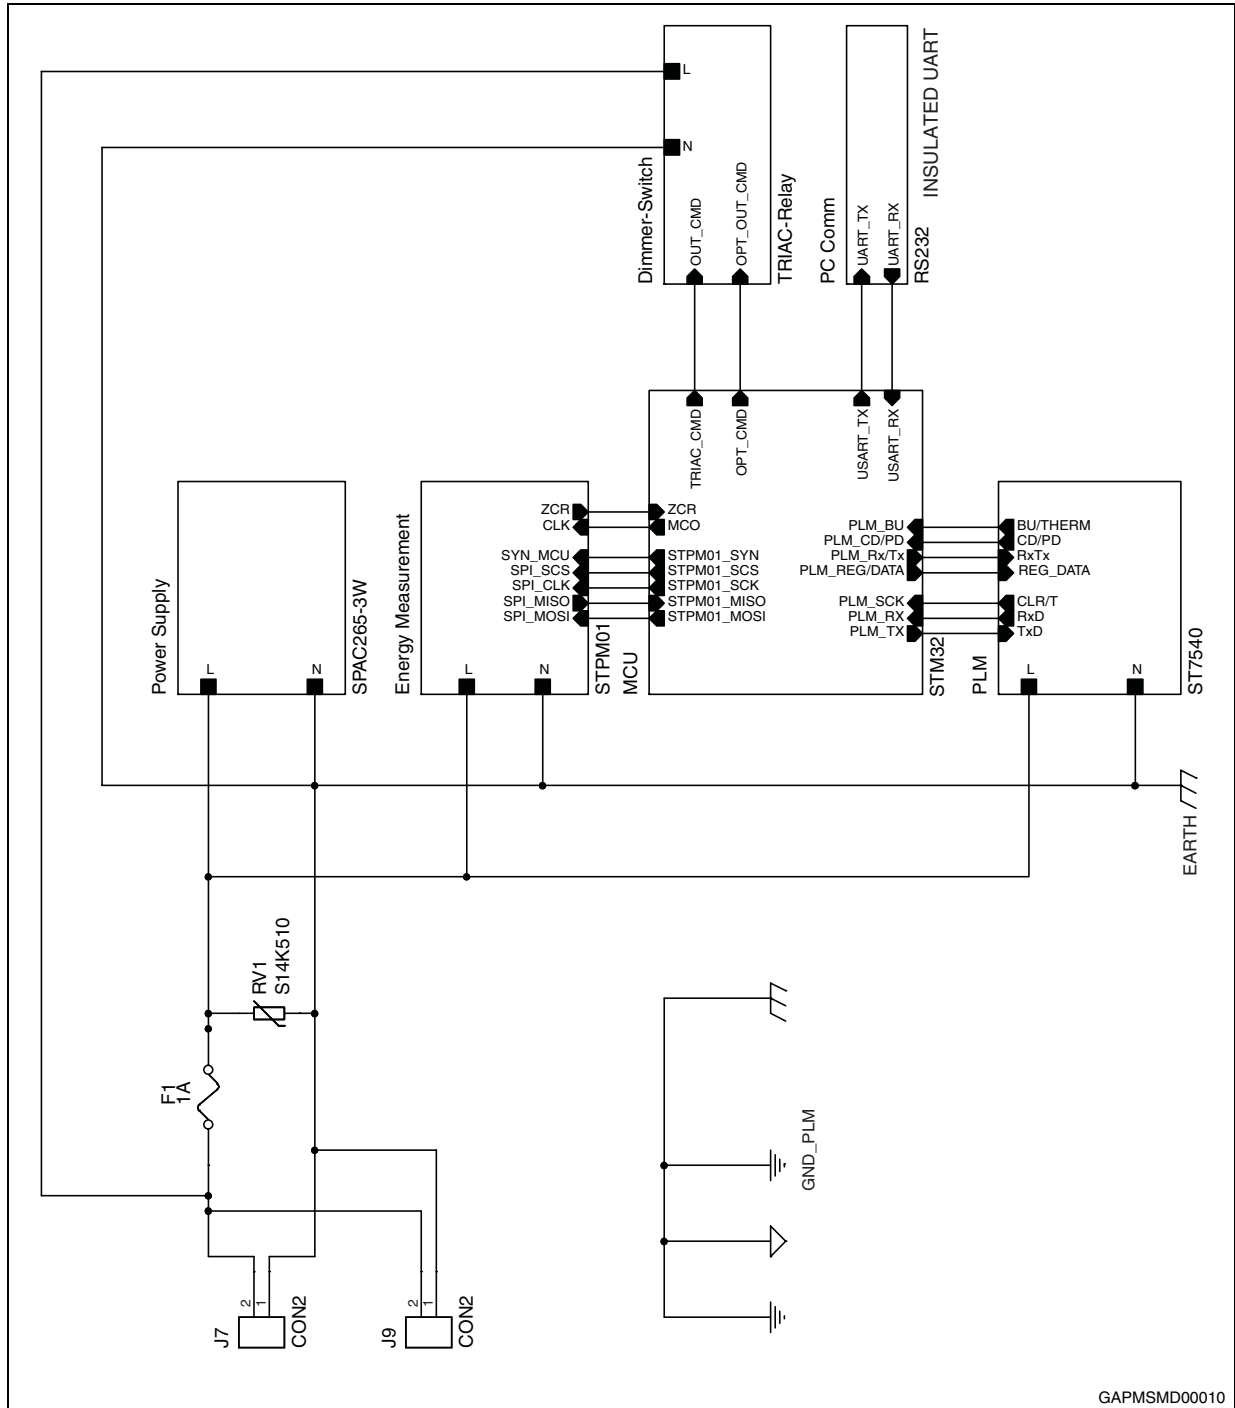 L
N
Dimmer-Switch
OUT_CMD
OPT_OUT_CMD
TRIAC-Relay
PC Comm
UART_TX
UART_RX
RS232
INSULATED UART
TRIAC_CMD
OPT_CMD
USART_TX
USART_RX
Power Supply
L
N
SPAC265-3W
Energy Measurement
ZCR
CLK
SYN_MCU
SPI_SCS
SPI_CLK
SPI_MISO
SPI_MOSI
L
N
STPM01
MCU
ZCR
MCO
STPM01_SYN
STPM01_SCS
STPM01_SCK
STPM01_MISO
STPM01_MOSI
PLM_BU
PLM_CD/PD
PLM_Rx/Tx
PLM_REG/DATA
PLM_SCK
PLM_RX
PLM_TX
STM32
PLM
BU/THERM
CD/PD
RxTx
REG_DATA
CLR/T
RxD
TxD
L
N
ST7540
EARTH
RV1
S14K510
F1
1A
GND_PLM
J7
2
1
CON2
J9
2
1
CON2
GAPMSMD00010